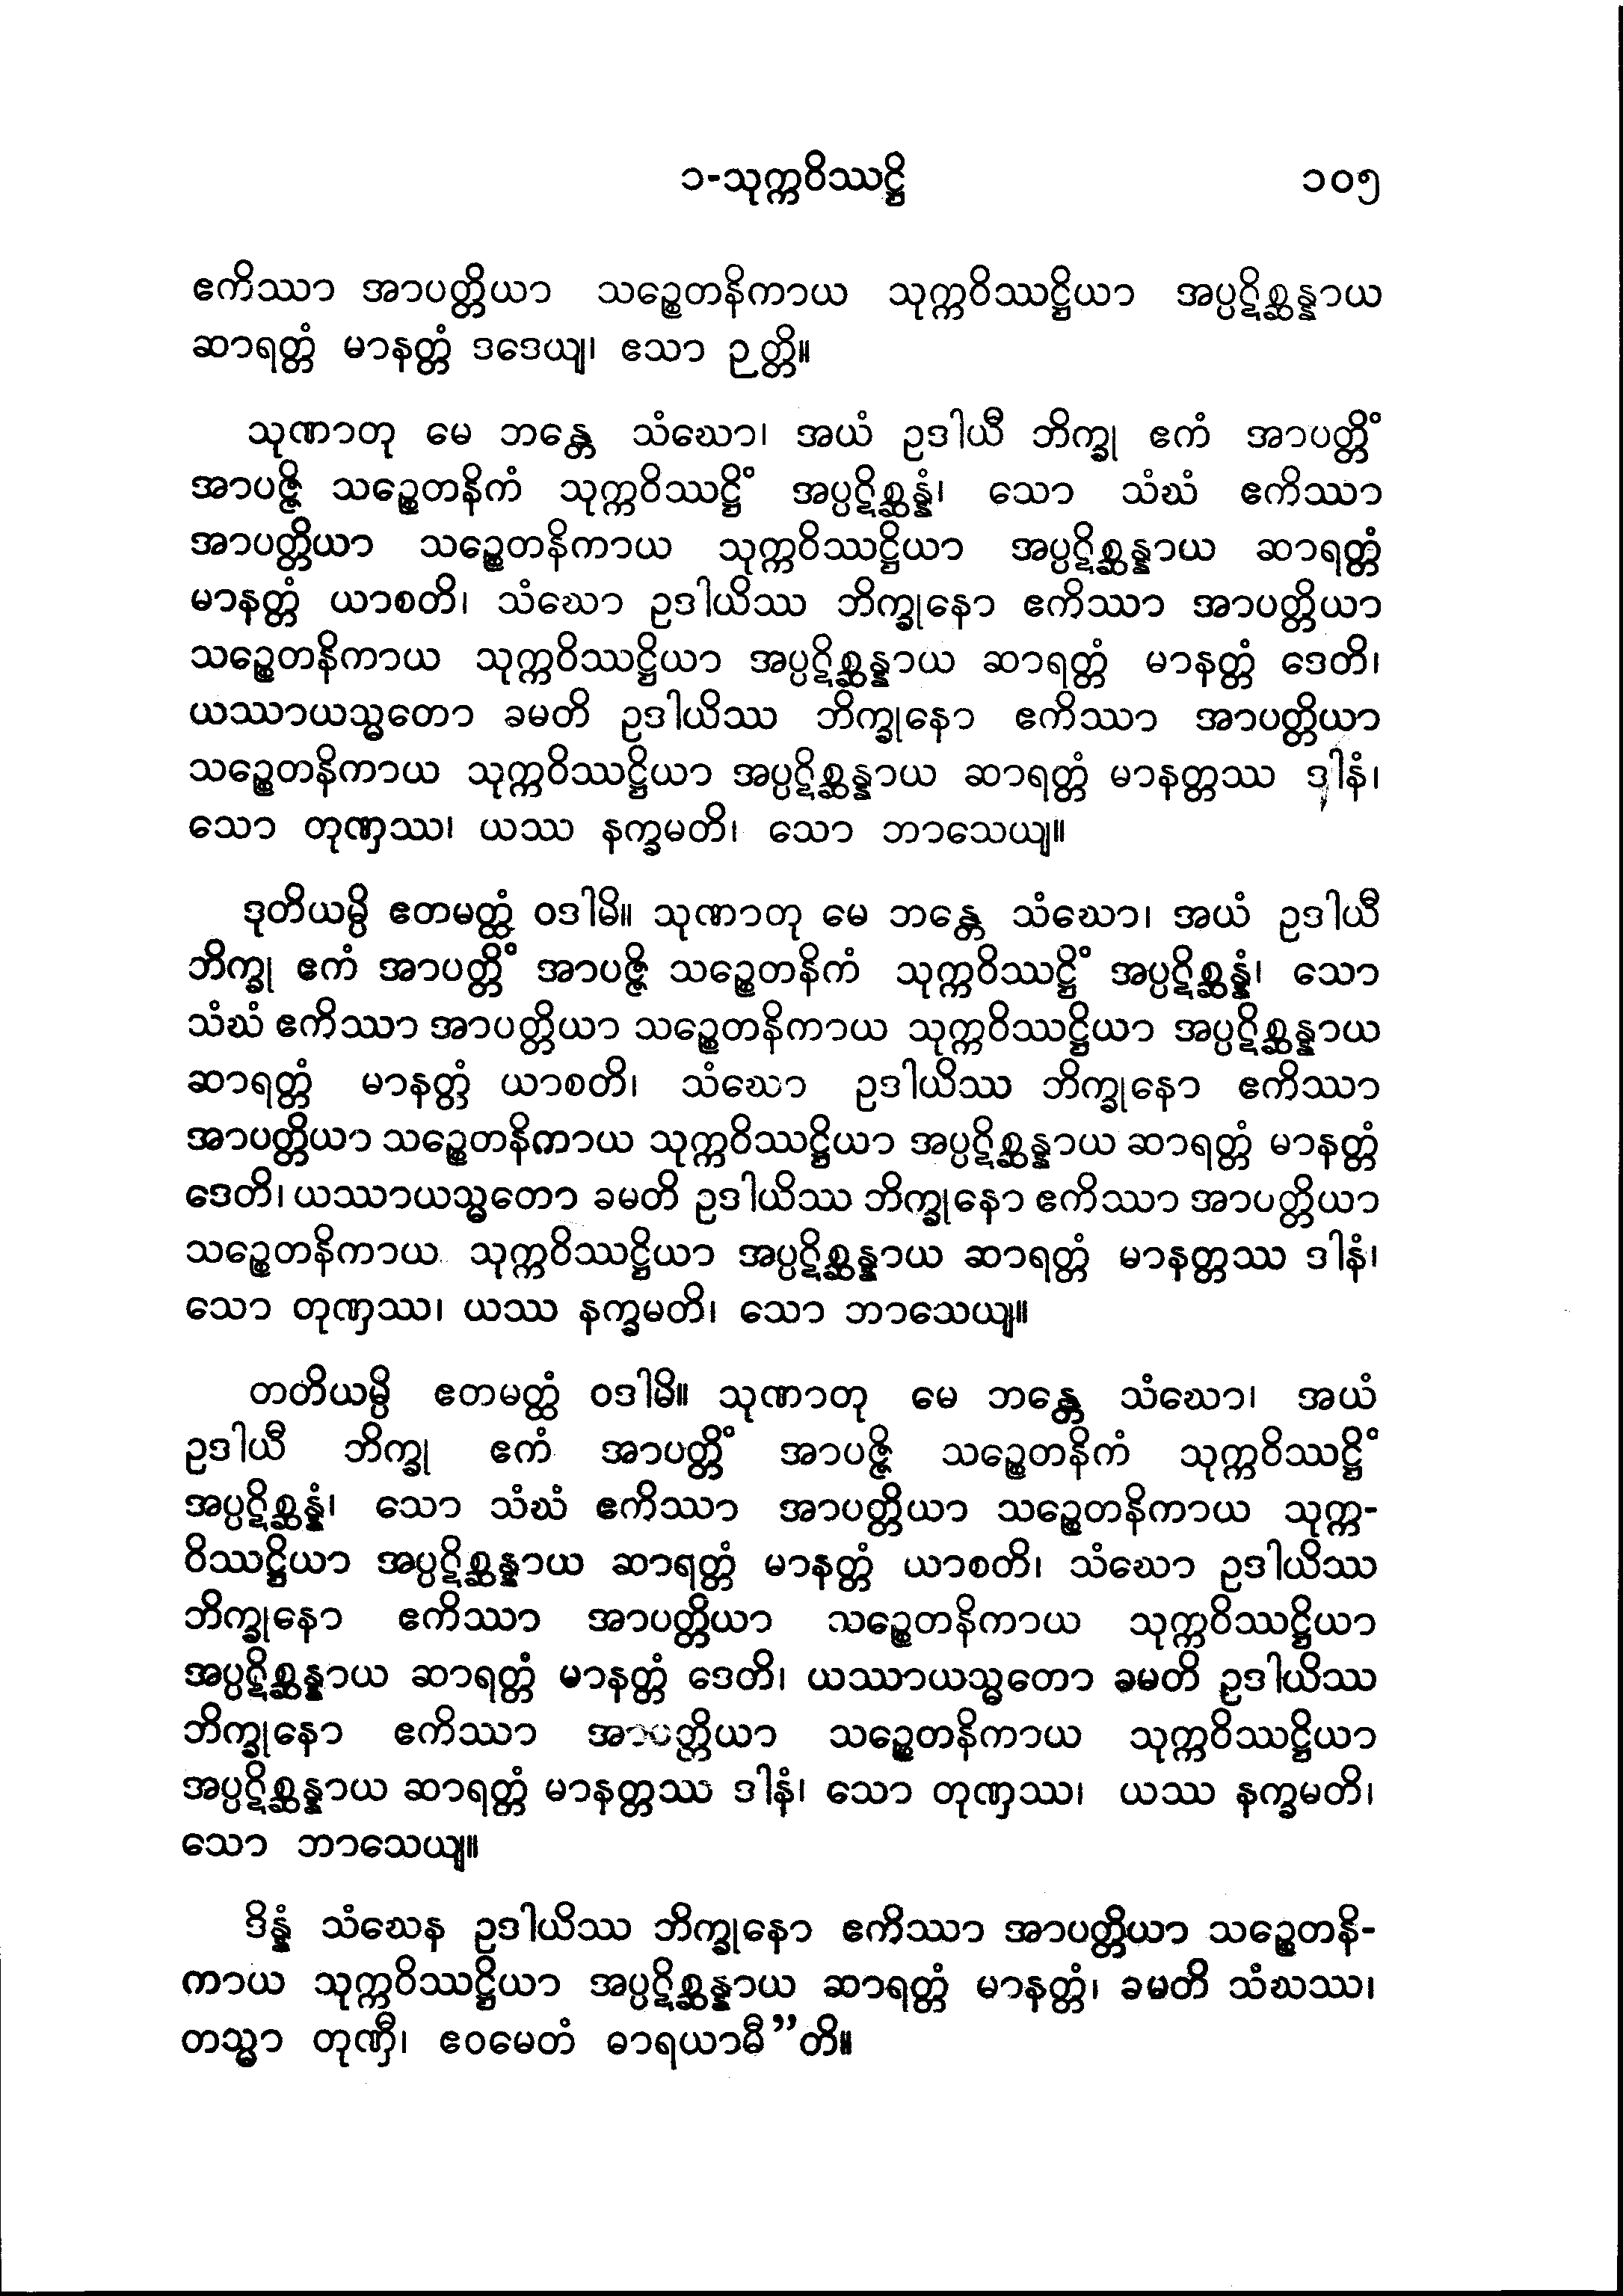 ၁-သုက္ကဝိဿဋ္ဌိ ၁၀၅
ဧကိဿာ အာပတ္တိယာ သဉ္စေတနိကာယ သုက္ကဝိဿဋ္ဌိယာ အပ္ပဋိစ္ဆန္နာယ
ဆာရတ္တံ မာနတ္တံ ဒဒေယျ၊ ဧသာ ဉတ္တိ။
သုဏာတု မေ ဘန္တေ သံဃော၊ အယံ ဥဒါယီ ဘိက္ခု ဧကံ အာပတ္တိံ
အာပဇ္ဇိ သဉ္စေတနိကံ သုက္ကဝိဿဋ္ဌိံ အပ္ပဋိစ္ဆန္နံ၊ သော သံဃံ ဧကိဿာ
အာပတ္တိယာ သဉ္စေတနိကာယ သုက္ကဝိဿဋ္ဌိယာ အပ္ပဋိစ္ဆန္နာယ ဆာရတ္တံ
မာနတ္တံ ယာစတိ၊ သံဃော ဥဒါယိဿ ဘိက္ခုနော ဧကိဿာ အာပတ္တိယာ
သဉ္စေတနိကာယ သုက္ကဝိဿဋ္ဌိယာ အပ္ပဋိစ္ဆန္နာယ ဆာရတ္တံ မာနတ္တံ ဒေတိ၊
ယဿာယသ္မတော ခမတိ ဥဒါယိဿ ဘိက္ခုနော ဧကိဿာ အာပတ္တိယာ
သဉ္စေတနိကာယ သုက္ကဝိဿဋ္ဌိယာ အပ္ပဋိစ္ဆန္နာယ ဆာရတ္တံ မာနတ္တဿ ဒါနံ၊
သော တုဏှဿ၊ ယဿ နက္ခမတိ၊ သော ဘာသေယျ။
ဒုတိယမ္ပိ ဧတမတ္ထံ ဝဒါမိ။ သုဏာတု မေ ဘန္တေ သံဃော၊ အယံ ဥဒါယီ
ဘိက္ခု ဧကံ အာပတ္တိံ အာပဇ္ဇိ သဉ္စေတနိကံ သုက္ကဝိဿဋ္ဌိံ အပ္ပဋိစ္ဆန္နံ၊ သော
သံဃံ ဧကိဿာ အာပတ္တိယာ သဉ္စေတနိကာယ သုက္ကဝိဿဋ္ဌိယာ အပ္ပဋိစ္ဆန္နာယ
ဆာရတ္တံ မာနတ္တံ ယာစတိ၊ သံဃော ဥဒါယိဿ ဘိက္ခုနော ဧကိဿာ
အာပတ္တိယာ သဉ္စေတနိကာယ သုက္ကဝိဿဋ္ဌိယာ အပ္ပဋိစ္ဆန္နာယ ဆာရတ္တံ မာနတ္တံ
ဒေတိ၊ ယဿာယသ္မတော ခမတိ ဥဒါယိဿ ဘိက္ခုနော ဧကိဿာ အာပတ္တိယာ
သဉ္စေတနိကာယ သုက္ကဝိဿဋ္ဌိယာ အပ္ပဋိစ္ဆန္နာယ ဆာရတ္တံ မာနတ္တဿ ဒါနံ၊
သော တုဏှဿ၊ ယဿ နက္ခမတိ၊ သော ဘာသေယျ။
တတိယမ္ပိ ဧတမတ္ထံ ဝဒါမိ။ သုဏာတု မေ ဘန္တေ သံဃော၊ အယံ
ဥဒါယီ ဘိက္ခု ဧကံ အာပတ္တိံ အာပဇ္ဇိ သဉ္စေတနိကံ သုက္ကဝိဿဋ္ဌိံ
အပ္ပဋိစ္ဆန္နံ၊ သော သံဃံ ဧကိဿာ အာပတ္တိယာ သဉ္စေတနိကာယ သုက္က-
ဝိဿဋ္ဌိယာ အပ္ပဋိစ္ဆန္နာယ ဆာရတ္တံ မာနတ္တံ ယာစတိ၊ သံဃော ဥဒါယိဿ
ဘိက္ခုနော ဧကိဿာ အာပတ္တိယာ သဉ္စေတနိကာယ သုက္ကဝိဿဋ္ဌိယာ
အပ္ပဋိစ္ဆန္နာယ ဆာရတ္တံ မာနတ္တံ ဒေတိ၊ ယဿာယသ္မတော ခမတိ ဥဒါယိဿ
ဘိက္ခုနော ဧကိဿာ အာပတ္တိယာ သဉ္စေတနိကာယ သုက္ကဝိဿဋ္ဌိယာ
အပ္ပဋိစ္ဆန္နာယ ဆာရတ္တံ မာနတ္တဿ ဒါနံ၊ သော တုဏှဿ၊ ယဿ နက္ခမတိ၊
သော ဘာသေယျ။
ဒိန္နံ သံဃေန ဥဒါယိဿ ဘိက္ခုနော ဧကိဿာ အာပတ္တိယာ သဉ္စေတနိ-
ကာယ သုက္ကဝိဿဋ္ဌိယာ အပ္ပဋိစ္ဆန္နာယ ဆာရတ္တံ မာနတ္တံ၊ ခမတိ သံဃဿ၊
တသ္မာ တုဏှီ၊ ဧဝမေတံ ဓာရယာမီ”တိ။